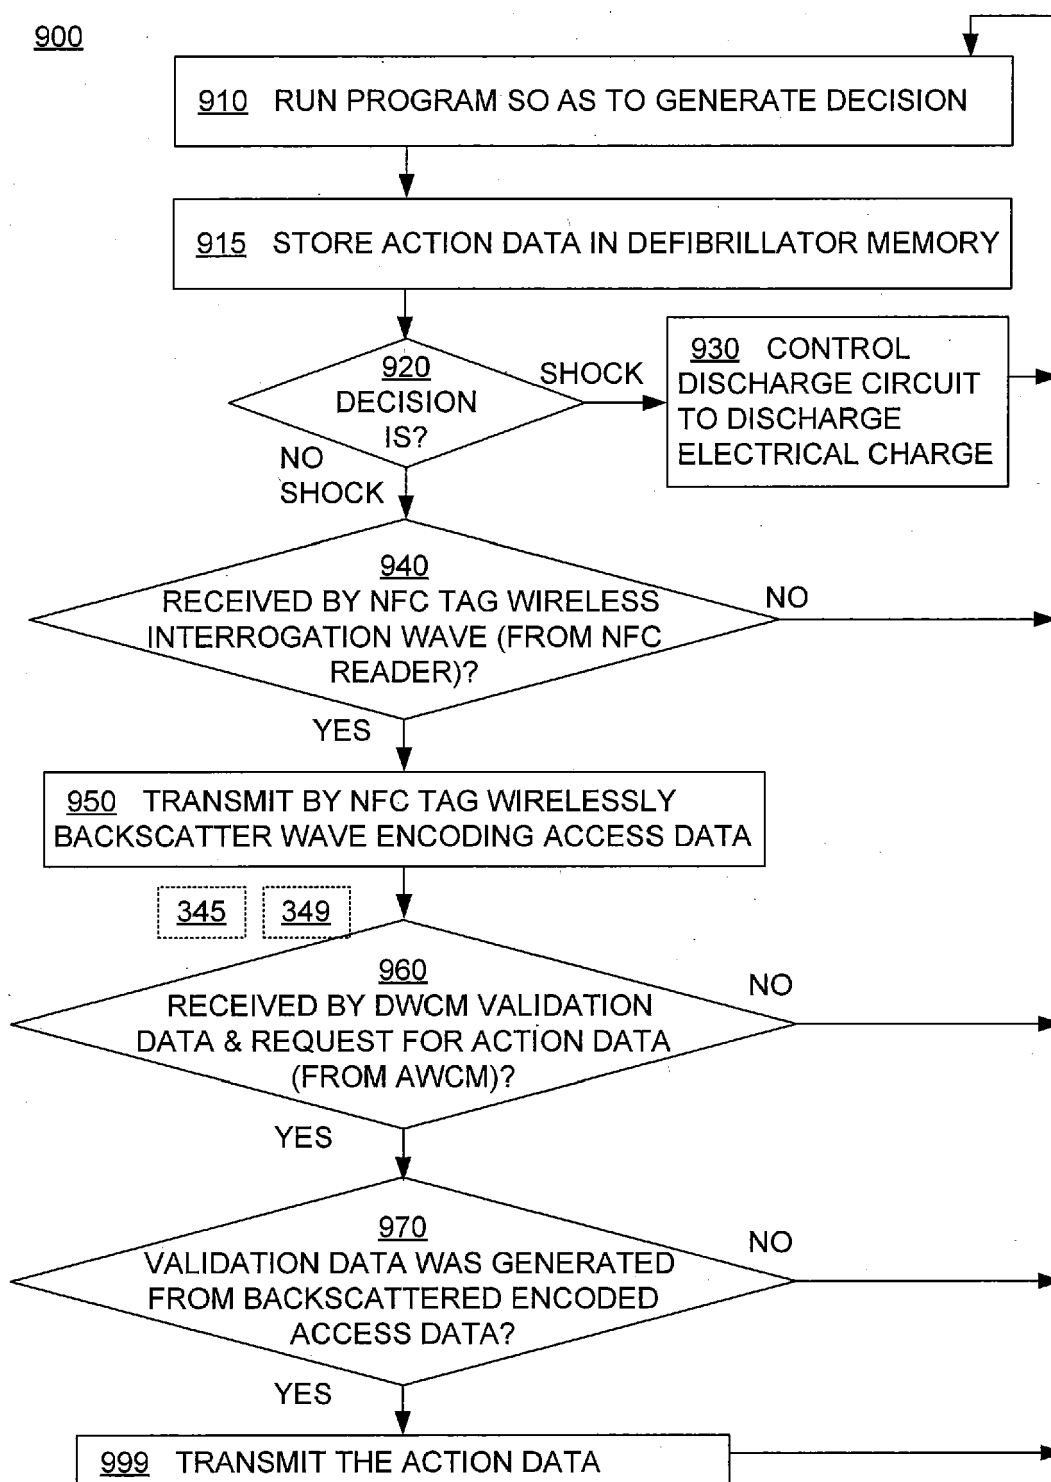 900
910 RUN PROGRAM SO AS TO GENERATE DECISION
915 STORE ACTION DATA IN DEFIBRILLATOR MEMORY
920
DECISION
IS?
SHOCK
930 CONTROL
DISCHARGE CIRCUIT
TO DISCHARGE
ELECTRICAL CHARGE
NO
SHOCK
940
RECEIVED BY NFC TAG WIRELESS
INTERROGATION WAVE (FROM NFC
READER)?
NO
YES
950 TRANSMIT BY NFC TAG WIRELESSLY
BACKSCATTER WAVE ENCODING ACCESS DATA
345 349
960
RECEIVED BY DWCM VALIDATION
DATA & REQUEST FOR ACTION DATA
(FROM AWCM)?
NO
YES
970
VALIDATION DATA WAS GENERATED
FROM BACKSCATTERED ENCODED
ACCESS DATA?
NO
YES
999 TRANSMIT THE ACTION DATA